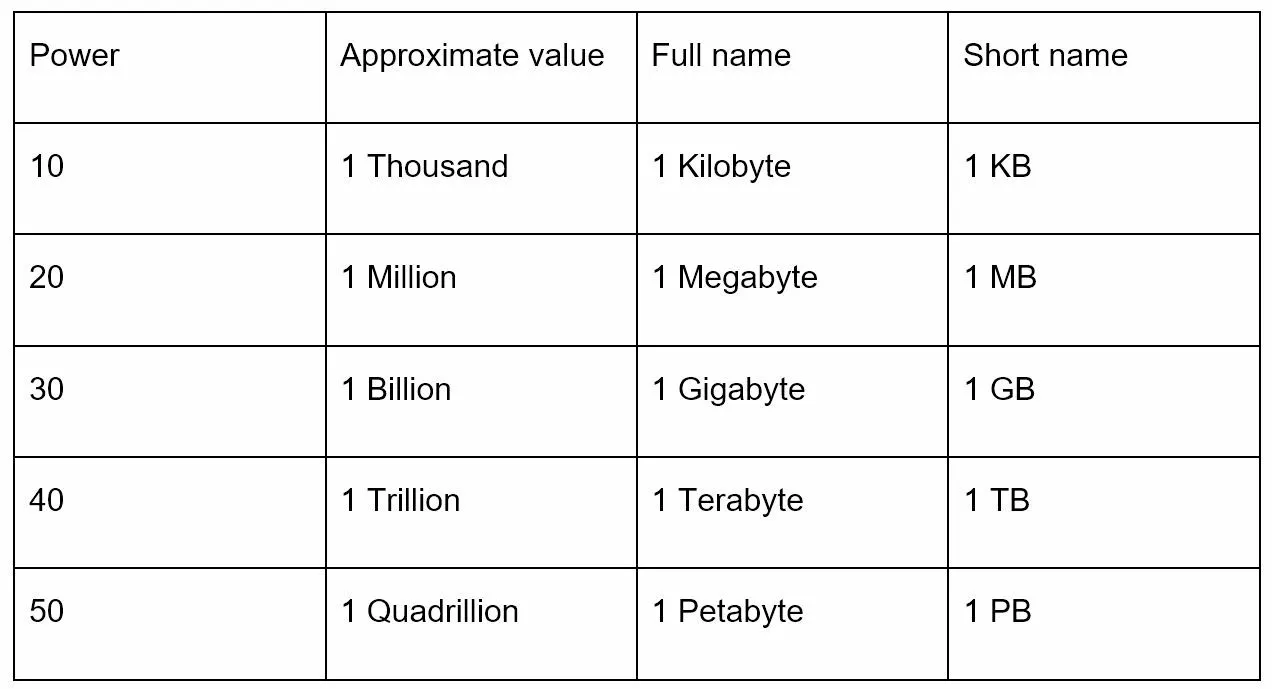 Power Approximate value Full name Short name
10 1 Thousand 1 Kilobyte 1 KB
20 1 Million 1 Megabyte 1 MB
30 1 Billion 1 Gigabyte 1 GB
40 1 Trillion 1 Terabyte 1 TB
50 1 Quadrillion 1 Petabyte 1 PB